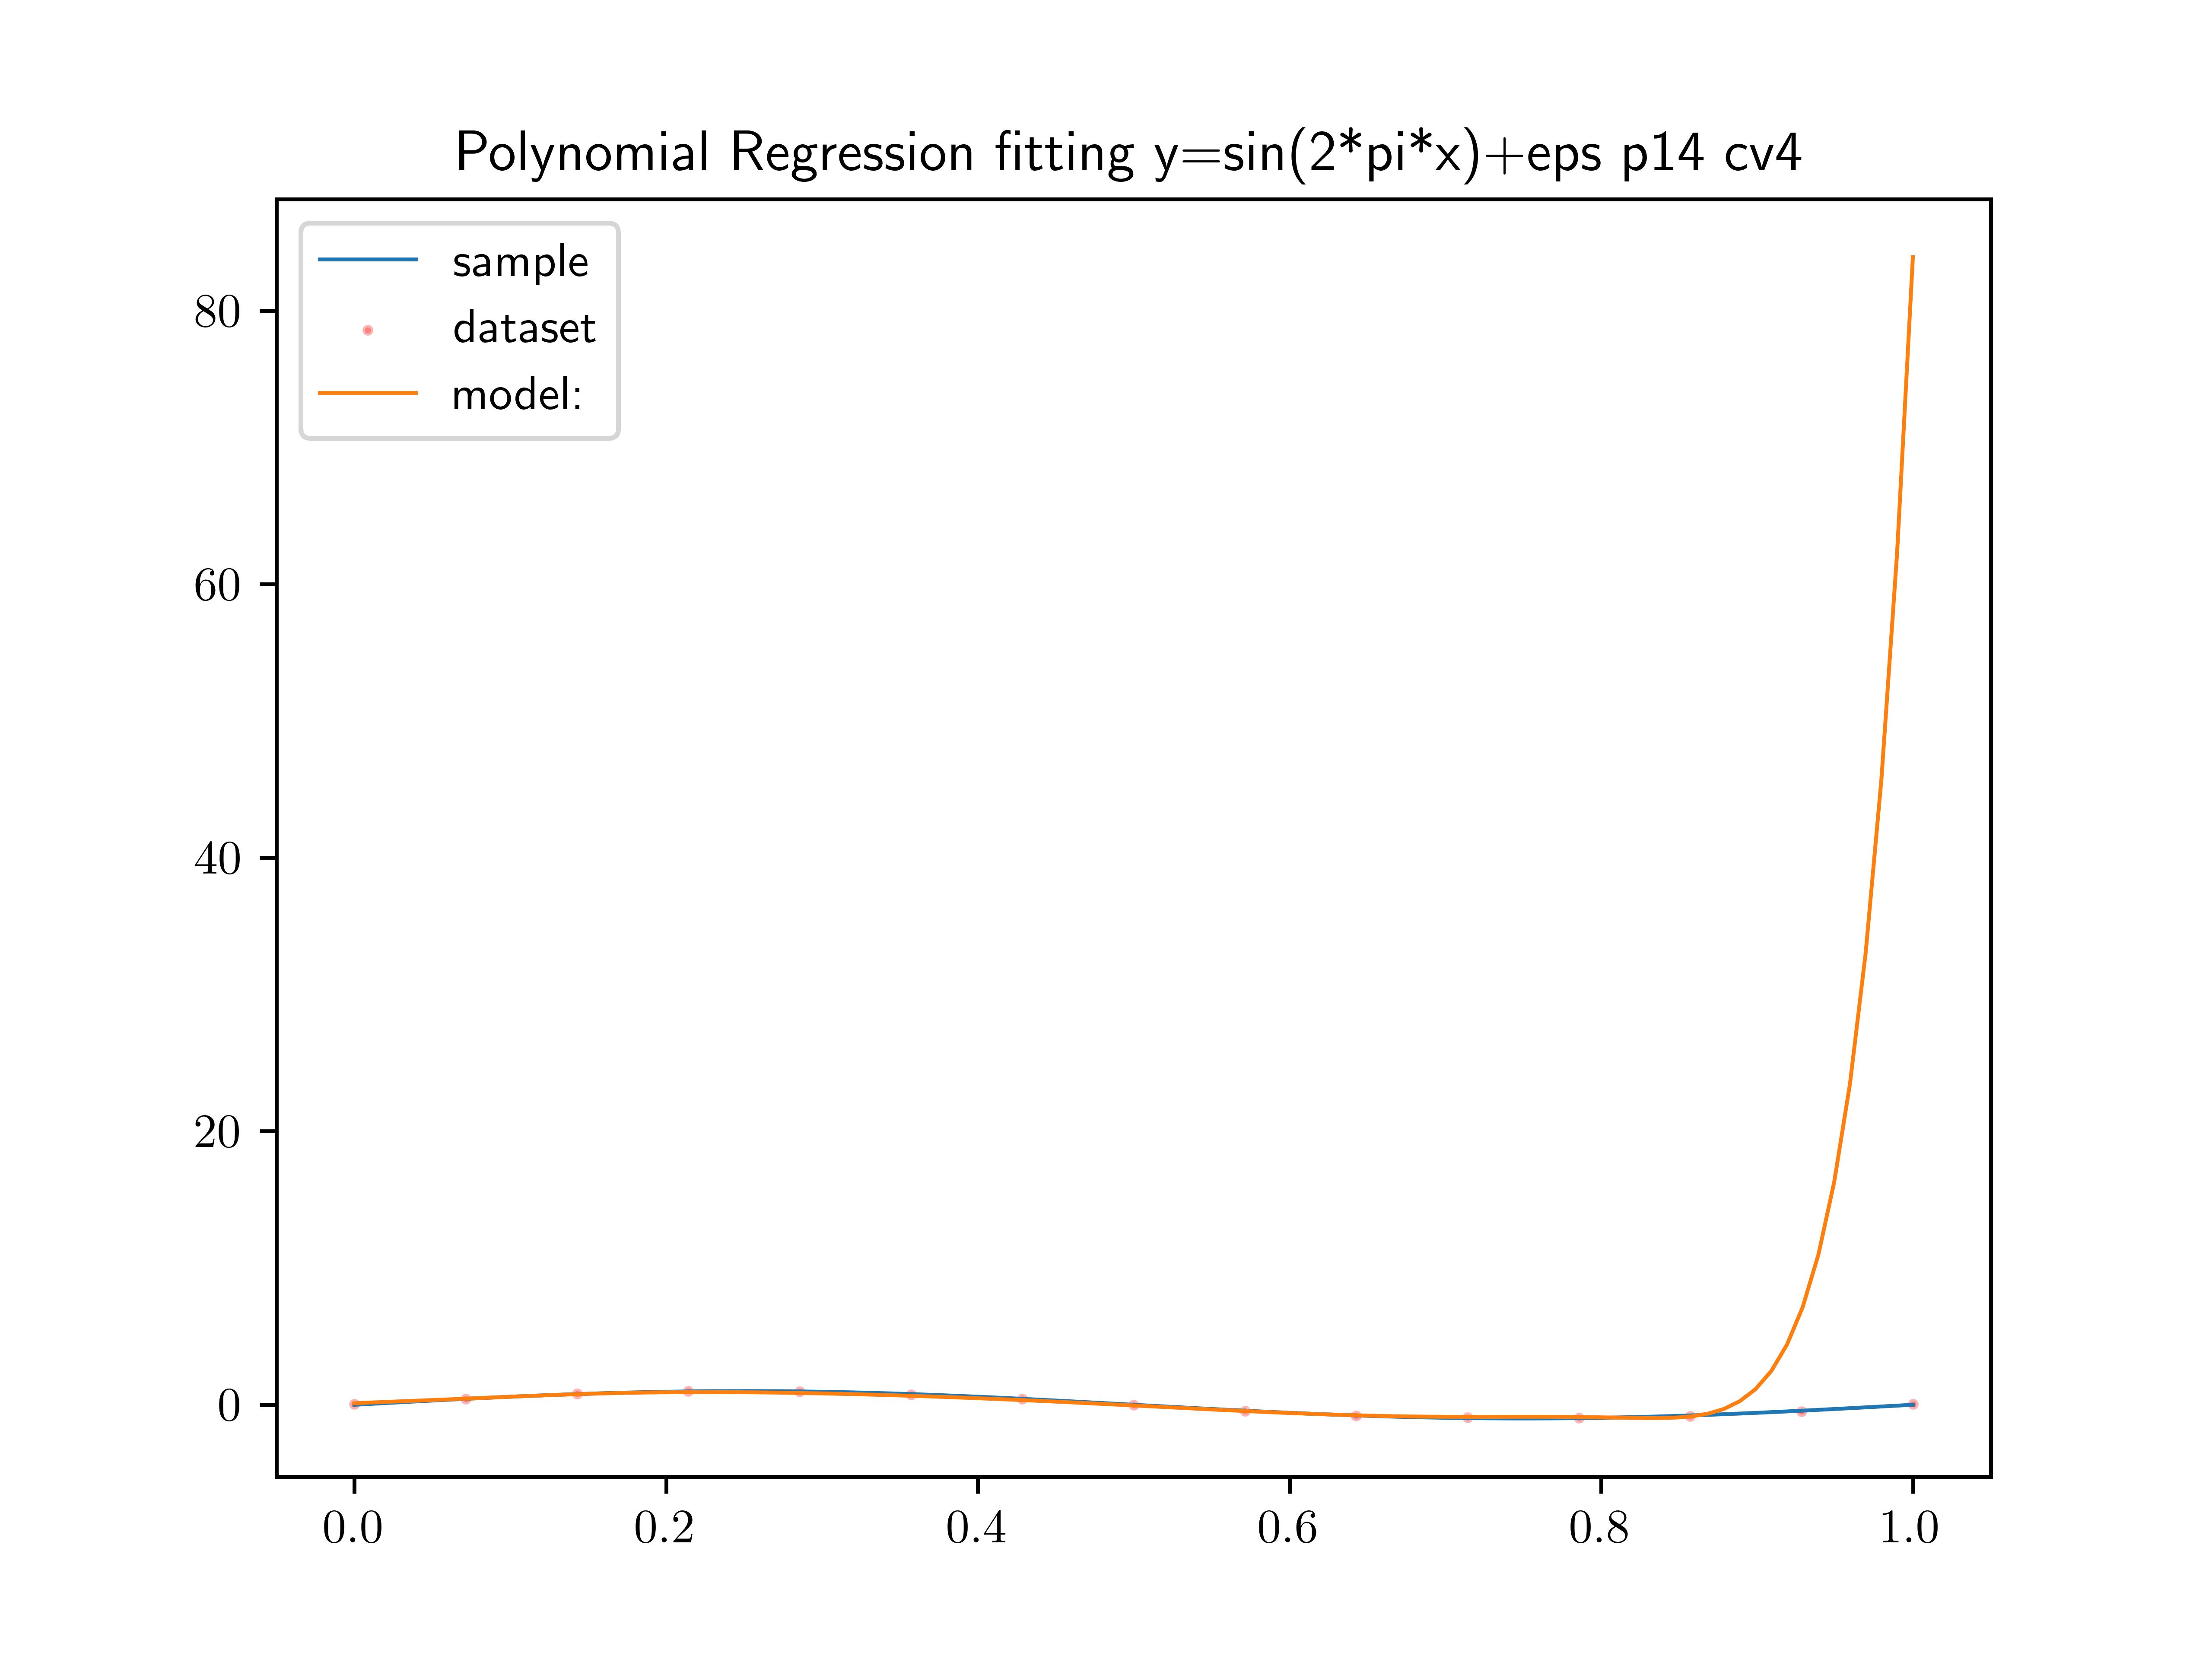 Polynomial Regression fitting y=sin(2*pi*x)+eps p14 cv4
sample
dataset
model:
80
60
40
20
0
0.0 0.2 0.4 0.6 0.8 1.0